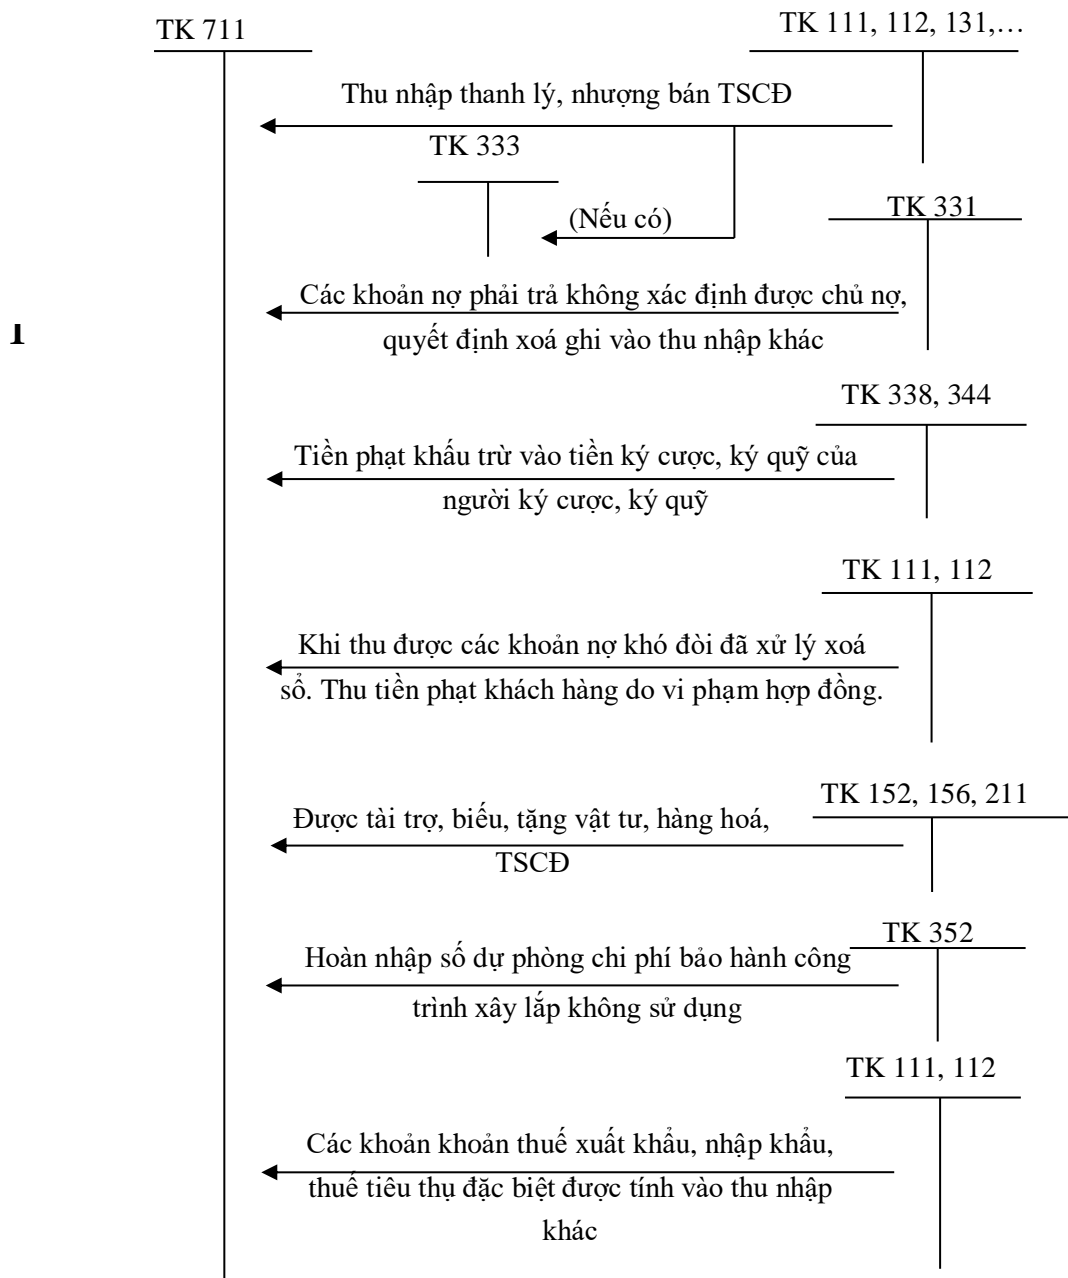 TK 711
TK 111, 112, 131,…
Thu nhập thanh lý, nhượng bán TSCĐ
TK 333
(Nếu có)
TK 331
Các khoản nợ phải trả không xác định được chủ nợ,
quyết định xoá ghi vào thu nhập khác
TK 338, 344
Tiền phạt khấu trừ vào tiền ký cược, ký quỹ của
người ký cược, ký quỹ
TK 111, 112
Khi thu được các khoản nợ khó đòi đã xử lý xoá
sổ. Thu tiền phạt khách hàng do vi phạm hợp đồng.
TK 152, 156, 211
Được tài trợ, biếu, tặng vật tư, hàng hoá,
TSCĐ
TK 352
Hoàn nhập số dự phòng chi phí bảo hành công
trình xây lắp không sử dụng
TK 111, 112
Các khoản khoản thuế xuất khẩu, nhập khẩu,
thuế tiêu thụ đặc biệt được tính vào thu nhập
khác